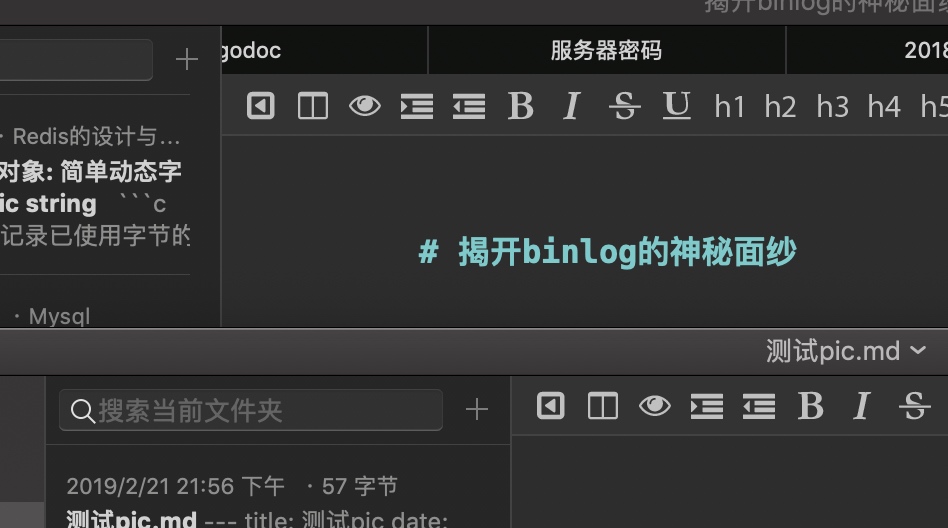 揭开binlog的神秘面纱
godoc 服务器密码 2018
B I S U h1 h2 h3 h4 h5
· Redis的设计与…
对象: 简单动态字
ic string ```c
记录已使用字节的
# 揭开binlog的神秘面纱
· Mysql
测试pic.md
搜索当前文件夹
B I S
2019/2/21 21:56 下午 · 57 字节
测试pic.md --- title: 测试pic date: